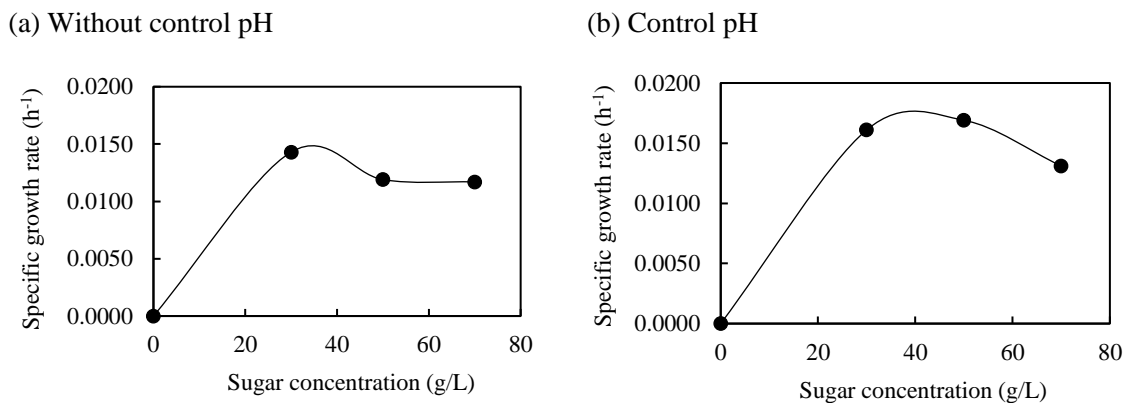 (a) Without control pH
0.0200
0.0150
0.0100
0.0050
0.0000
0 20 40 60 80
Specific growth rate (h⁻¹)
Sugar concentration (g/L)
(b) Control pH
0.0200
0.0150
0.0100
0.0050
0.0000
0 20 40 60 80
Specific growth rate (h⁻¹)
Sugar concentration (g/L)